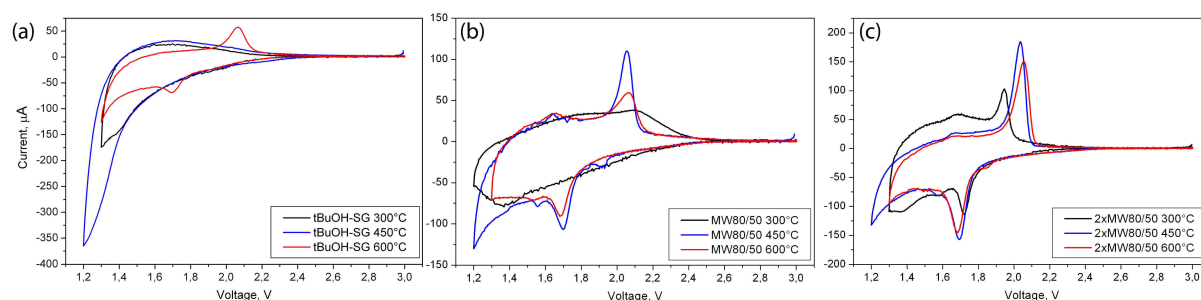 (a)
50
0
-50
-100
-150
-200
-250
-300
-350
-400
Current, µA
tBuOH-SG 300°C
tBuOH-SG 450°C
tBuOH-SG 600°C
1,2 1,4 1,6 1,8 2,0 2,2 2,4 2,6 2,8 3,0
Voltage, V
(b)
150
100
50
0
-50
-100
-150
MW80/50 300°C
MW80/50 450°C
MW80/50 600°C
1,2 1,4 1,6 1,8 2,0 2,2 2,4 2,6 2,8 3,0
Voltage, V
(c)
200
150
100
50
0
-50
-100
-150
-200
2xMW80/50 300°C
2xMW80/50 450°C
2xMW80/50 600°C
1,2 1,4 1,6 1,8 2,0 2,2 2,4 2,6 2,8 3,0
Voltage, V